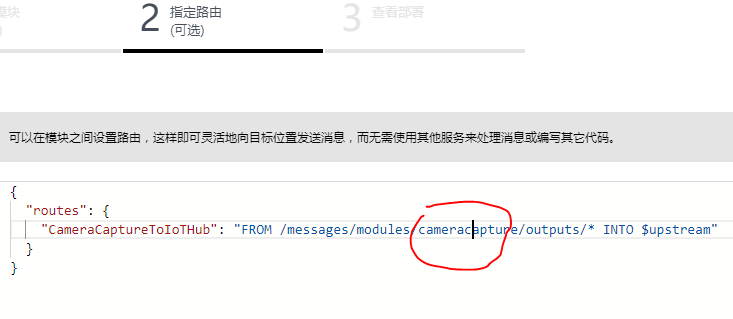 模块
2 指定路由
(可选)
3 查看部署
可以在模块之间设置路由，这样即可灵活地向目标位置发送消息，而无需使用其他服务来处理消息或编写其它代码。
{
"routes": {
"CameraCaptureToIoTHub": "FROM /messages/modules/cameracapture/outputs/* INTO $upstream"
}
}